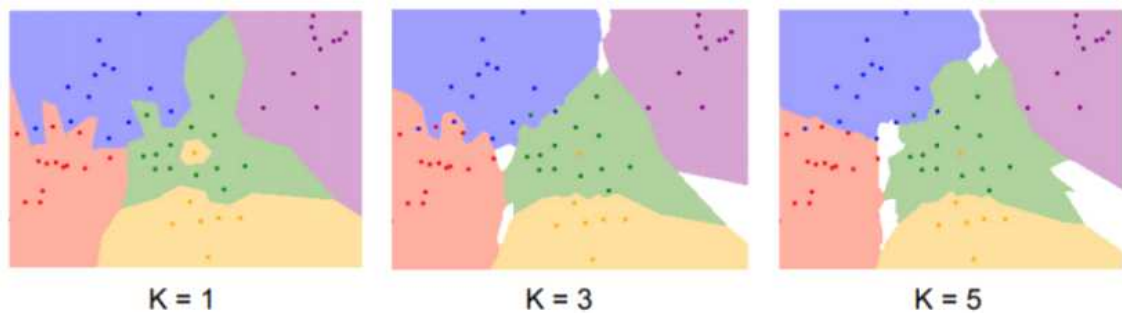 K = 1
K = 3
K = 5